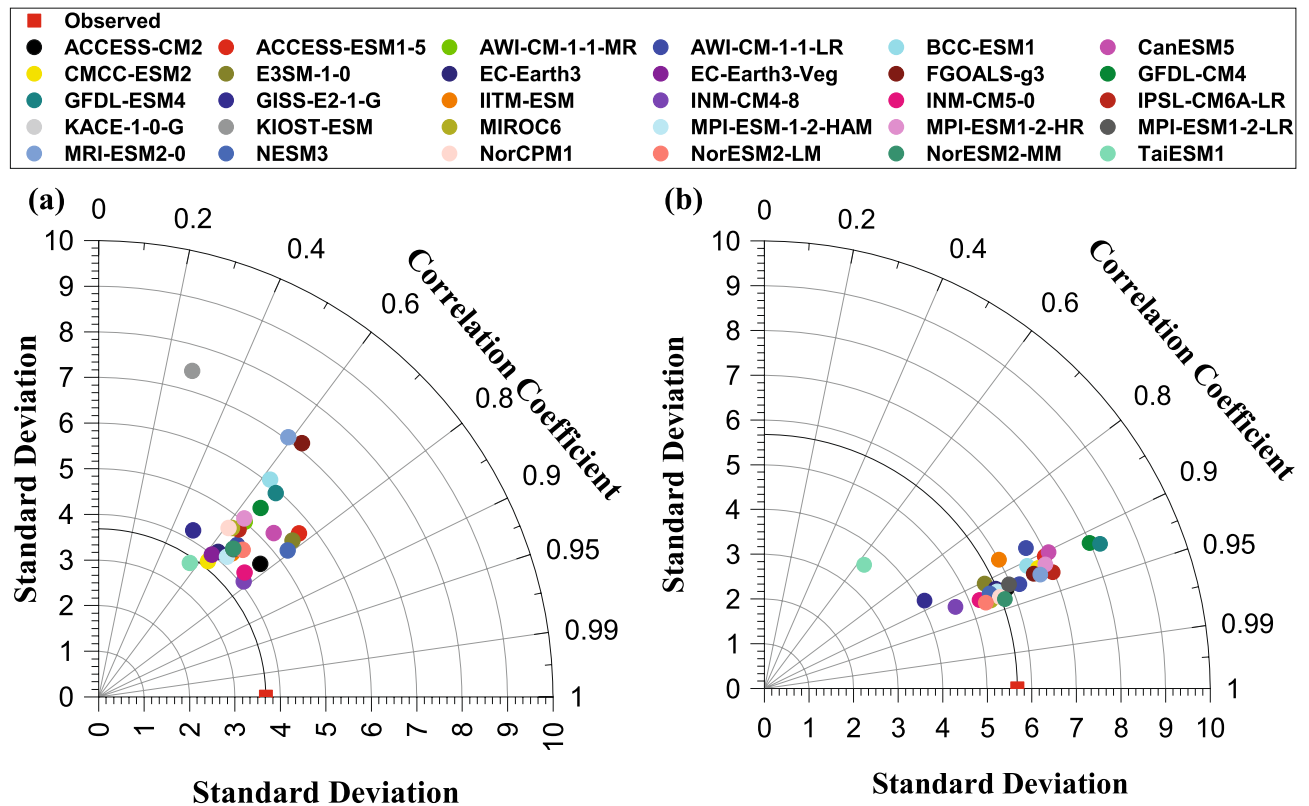 Observed
ACCESS-CM2 ACCESS-ESM1-5 AWI-CM-1-1-MR AWI-CM-1-1-LR BCC-ESM1 CanESM5
CMCC-ESM2 E3SM-1-0 EC-Earth3 EC-Earth3-Veg FGOALS-g3 GFDL-CM4
GFDL-ESM4 GISS-E2-1-G IITM-ESM INM-CM4-8 INM-CM5-0 IPSL-CM6A-LR
KACE-1-0-G KIOST-ESM MIROC6 MPI-ESM-1-2-HAM MPI-ESM1-2-HR MPI-ESM1-2-LR
MRI-ESM2-0 NESM3 NorCPM1 NorESM2-LM NorESM2-MM TaiESM1
(a)
0
0.2
0.4
0.6
0.8
0.9
0.95
0.99
1
Correlation Coefficient
10
9
8
7
6
5
4
3
2
1
0
Standard Deviation
0 1 2 3 4 5 6 7 8 9 10
Standard Deviation
(b)
0
0.2
0.4
0.6
0.8
0.9
0.95
0.99
1
Correlation Coefficient
10
9
8
7
6
5
4
3
2
1
0
Standard Deviation
0 1 2 3 4 5 6 7 8 9 10
Standard Deviation